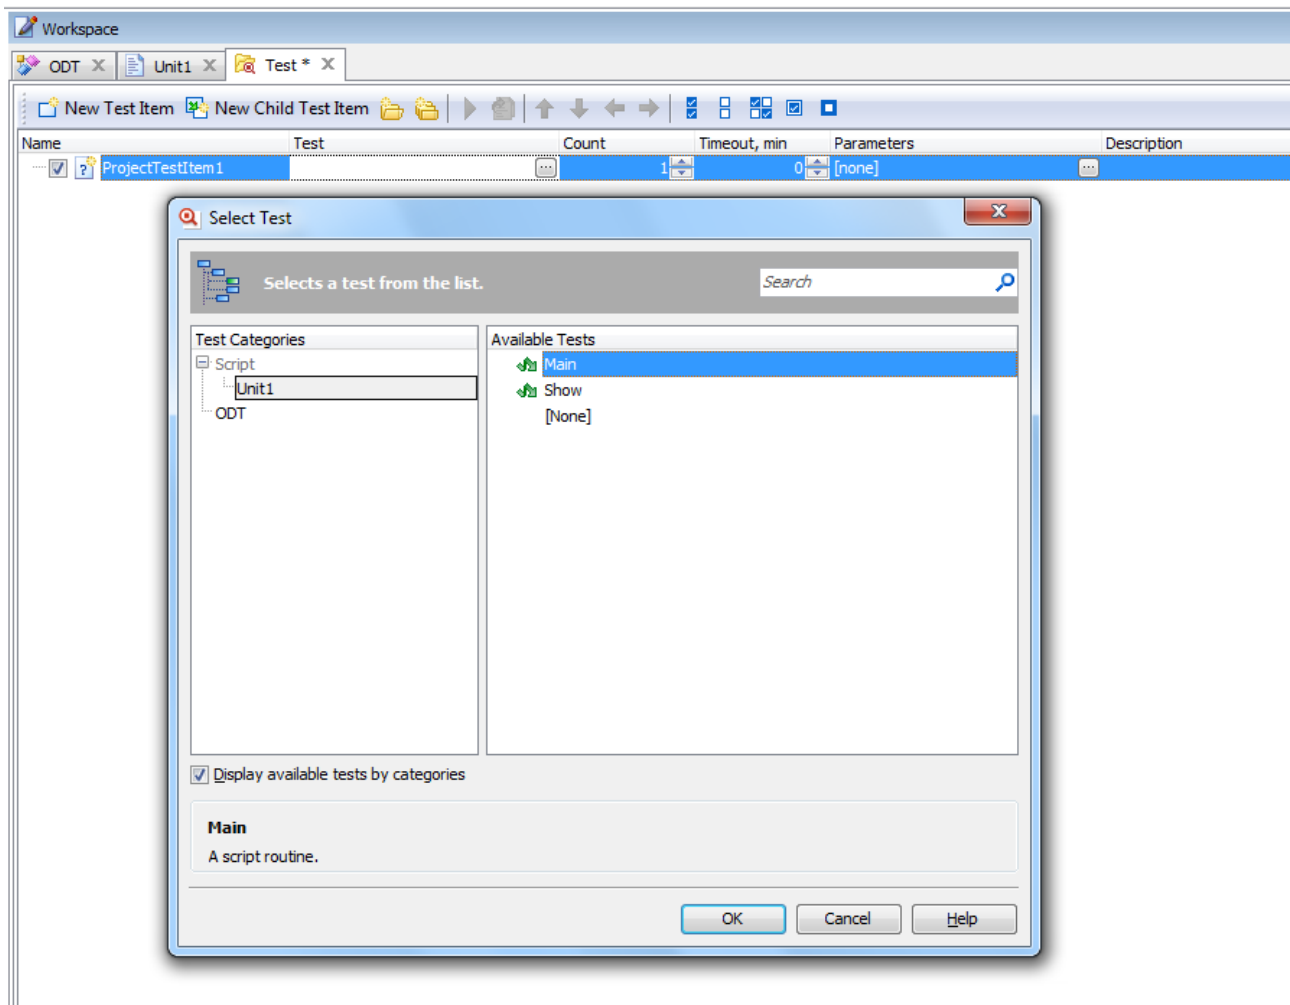 Workspace
ODT Unit1 Test *
New Test Item New Child Test Item
Name Test Count Timeout, min Parameters Description
ProjectTestItem1 ... 1 0 [none] ...
Select Test
Selects a test from the list. Search
Test Categories Available Tests
Script Main
Unit1 Show
ODT [None]
Display available tests by categories
Main
A script routine.
OK Cancel Help